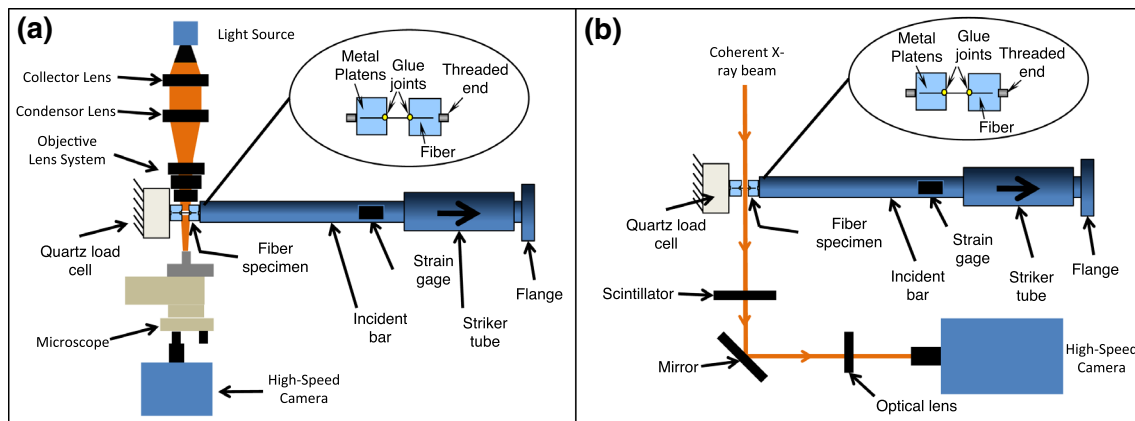 (a)
Light Source
Collector Lens
Condensor Lens
Objective
Lens System
Metal
Platens
Glue
joints
Threaded
end
Fiber
Quartz load
cell
Fiber
specimen
Strain
gage
Flange
Incident
bar
Striker
tube
Microscope
High-Speed
Camera
(b)
Coherent X-
ray beam
Metal
Platens
Glue
joints
Threaded
end
Fiber
Quartz load
cell
Fiber
specimen
Strain
gage
Flange
Incident
bar
Striker
tube
Scintillator
Mirror
Optical lens
High-Speed
Camera